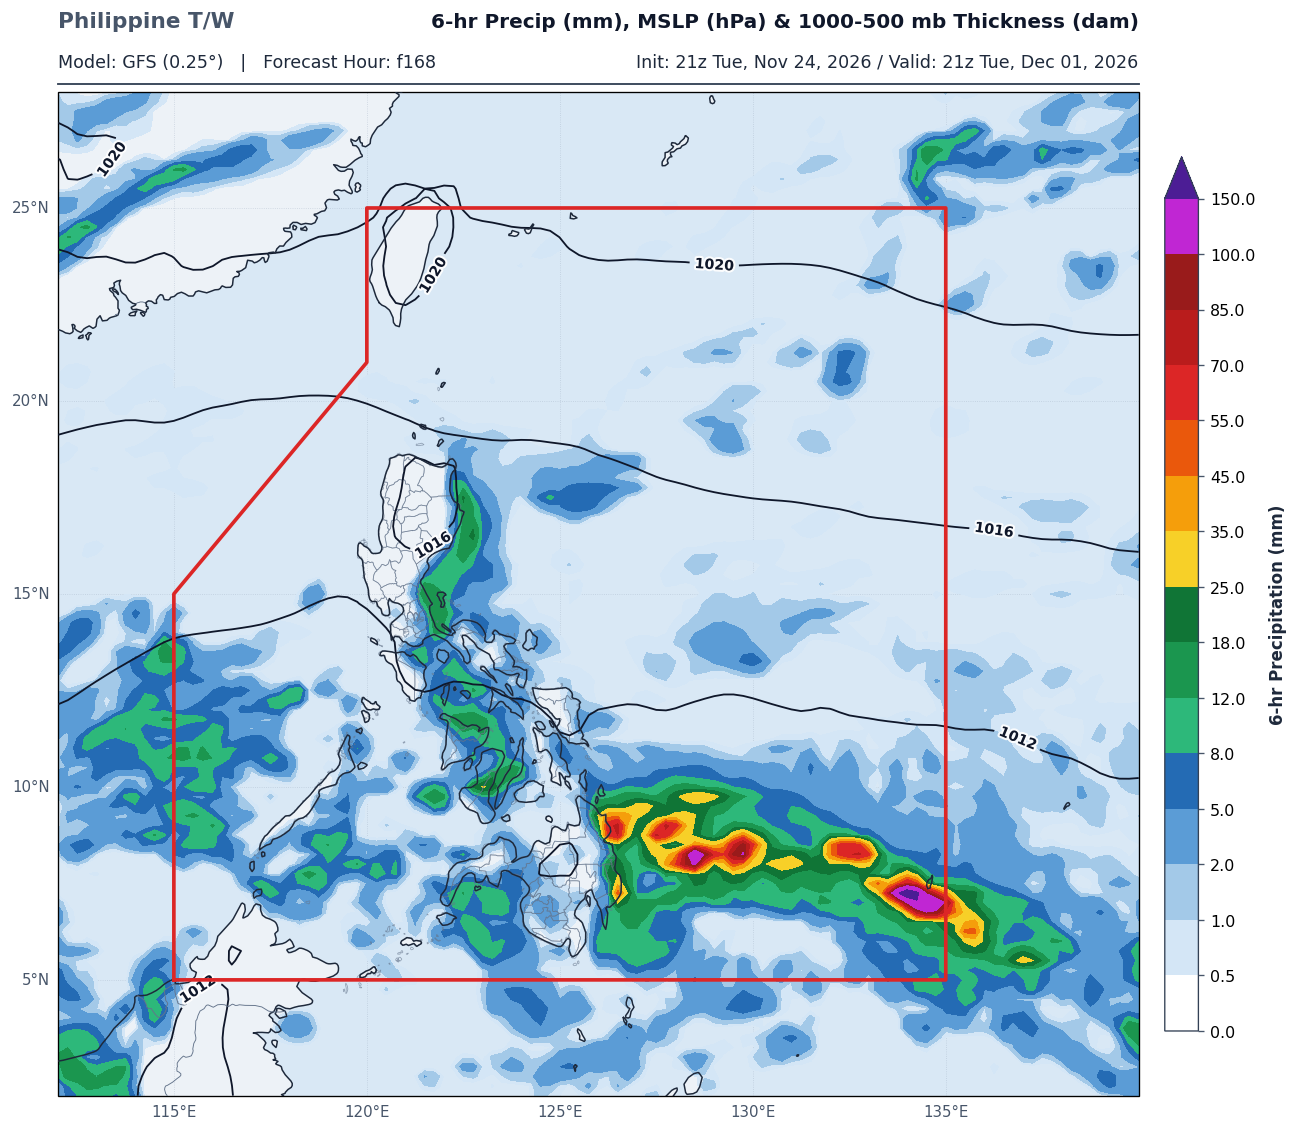 Philippine T/W
6-hr Precip (mm), MSLP (hPa) & 1000-500 mb Thickness (dam)
Model: GFS (0.25°) | Forecast Hour: f168
Init: 21z Tue, Nov 24, 2026 / Valid: 21z Tue, Dec 01, 2026
1020
25°N
1020
1020
20°N
1016
1016
15°N
1012
10°N
5°N
1012
115°E
120°E
125°E
130°E
135°E
150.0
100.0
85.0
70.0
55.0
45.0
35.0
25.0
18.0
12.0
8.0
5.0
2.0
1.0
0.5
0.0
6-hr Precipitation (mm)